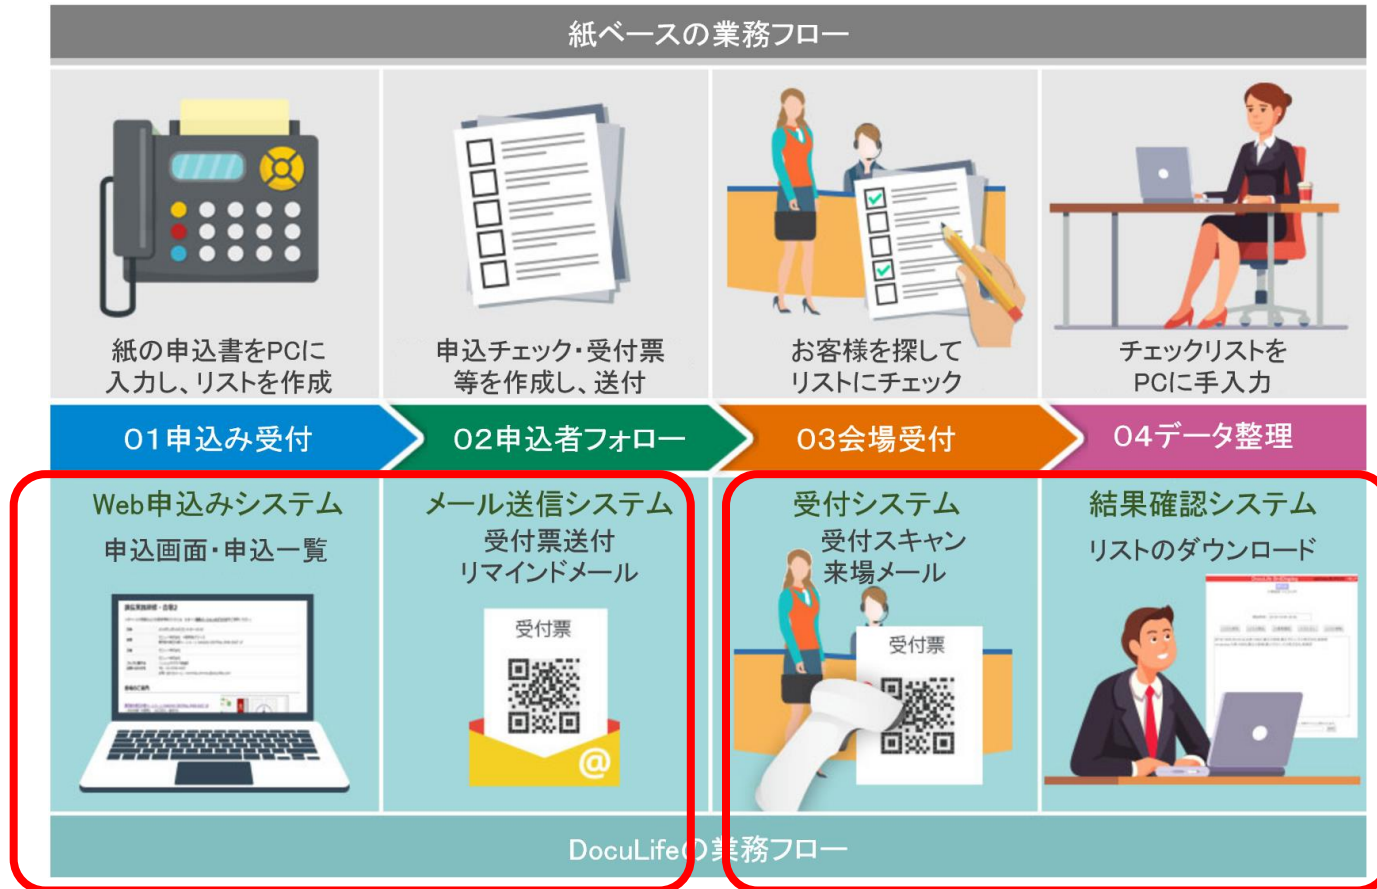 紙ベースの業務フロー
紙の申込書をPCに
入力し、リストを作成
申込チェック・受付票
等を作成し、送付
お客様を探して
リストにチェック
チェックリストを
PCに手入力
01申込み受付
02申込者フォロー
03会場受付
04データ整理
Web申込みシステム
申込画面・申込一覧
メール送信システム
受付票送付
リマインドメール
受付票
@
受付システム
受付スキャン
来場メール
受付票
結果確認システム
リストのダウンロード
DocuLifeの業務フロー